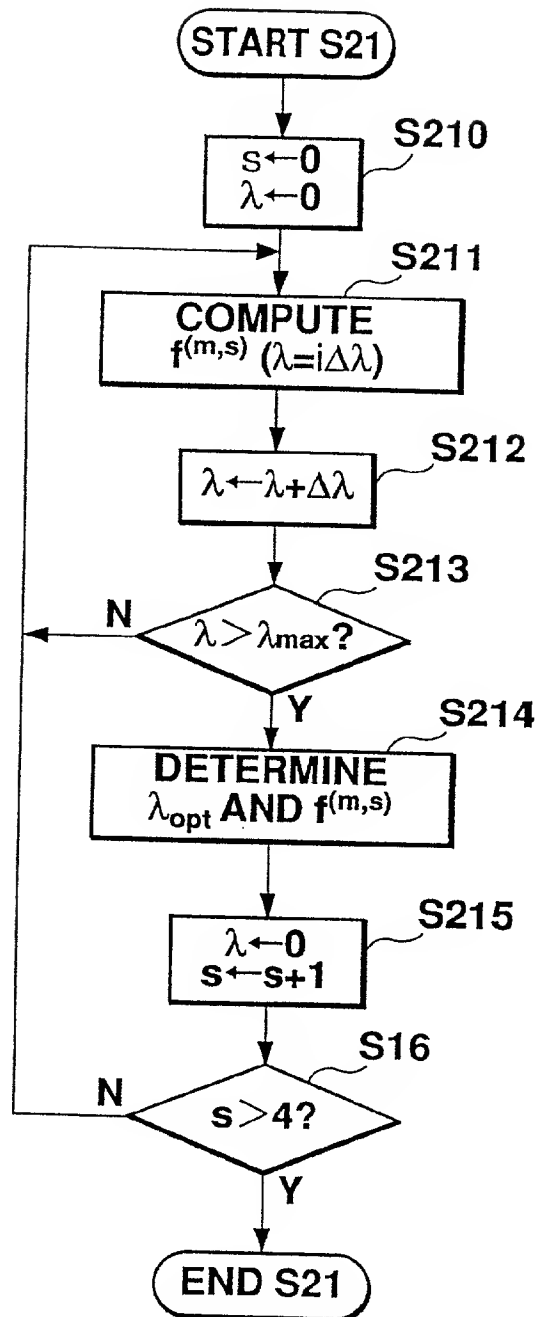 START S21
S210
s←0
λ←0
S211
COMPUTE
f(m,s) (λ=iΔλ)
S212
λ←λ+Δλ
S213
N
λ>λmax?
Y
S214
DETERMINE
λopt AND f(m,s)
S215
λ←0
s←s+1
S16
N
s>4?
Y
END S21